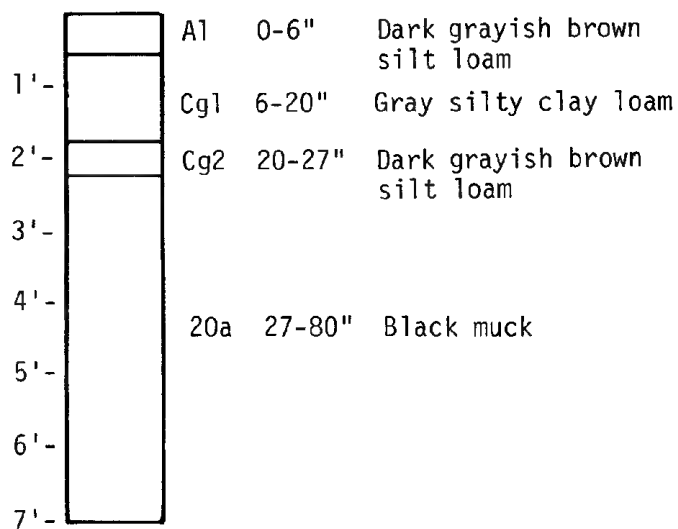 A1 0-6" Dark grayish brown
silt loam
1'-
Cg1 6-20" Gray silty clay loam
2'- Cg2 20-27" Dark grayish brown
silt loam
3'-
4'-
20a 27-80" Black muck
5'-
6'-
7'-